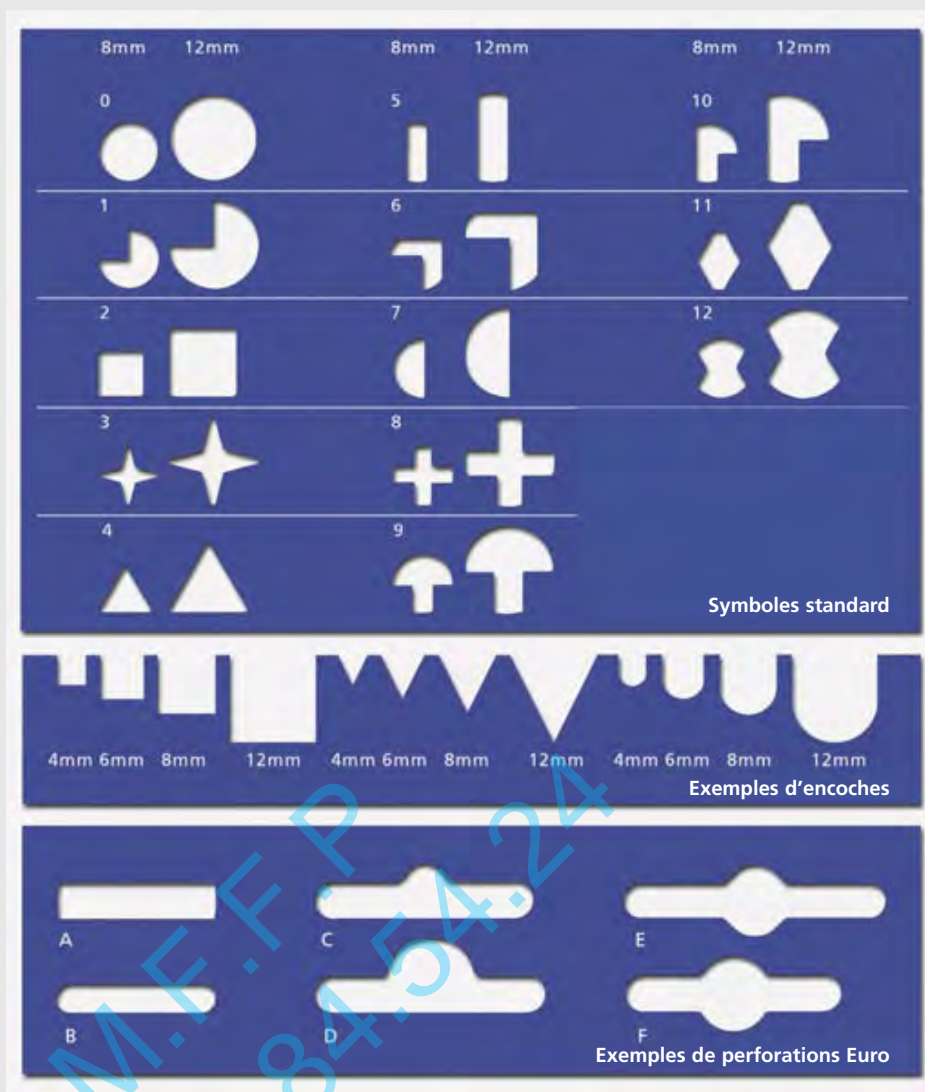 8mm 12mm 8mm 12mm 8mm 12mm
0 5 10
1 6 11
2 7 12
3 8
4 9
Symboles standard
4mm 6mm 8mm 12mm 4mm 6mm 8mm 12mm 4mm 6mm 8mm 12mm
Exemples d’encoches
A C E
B D F
Exemples de perforations Euro
M.F.F.P
84.54.24